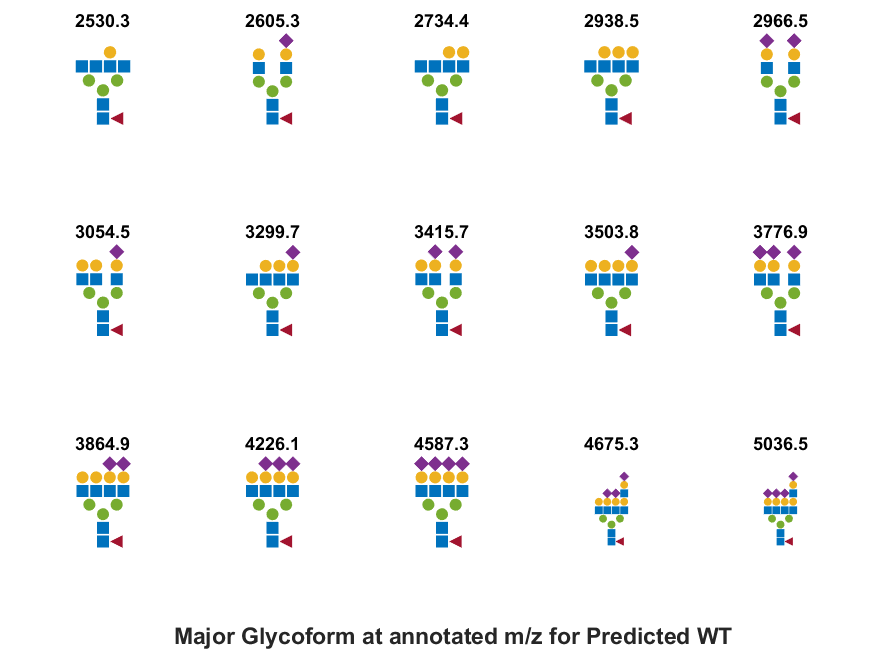 2530.3 2605.3 2734.4 2938.5 2966.5
3054.5 3299.7 3415.7 3503.8 3776.9
3864.9 4226.1 4587.3 4675.3 5036.5
Major Glycoform at annotated m/z for Predicted WT